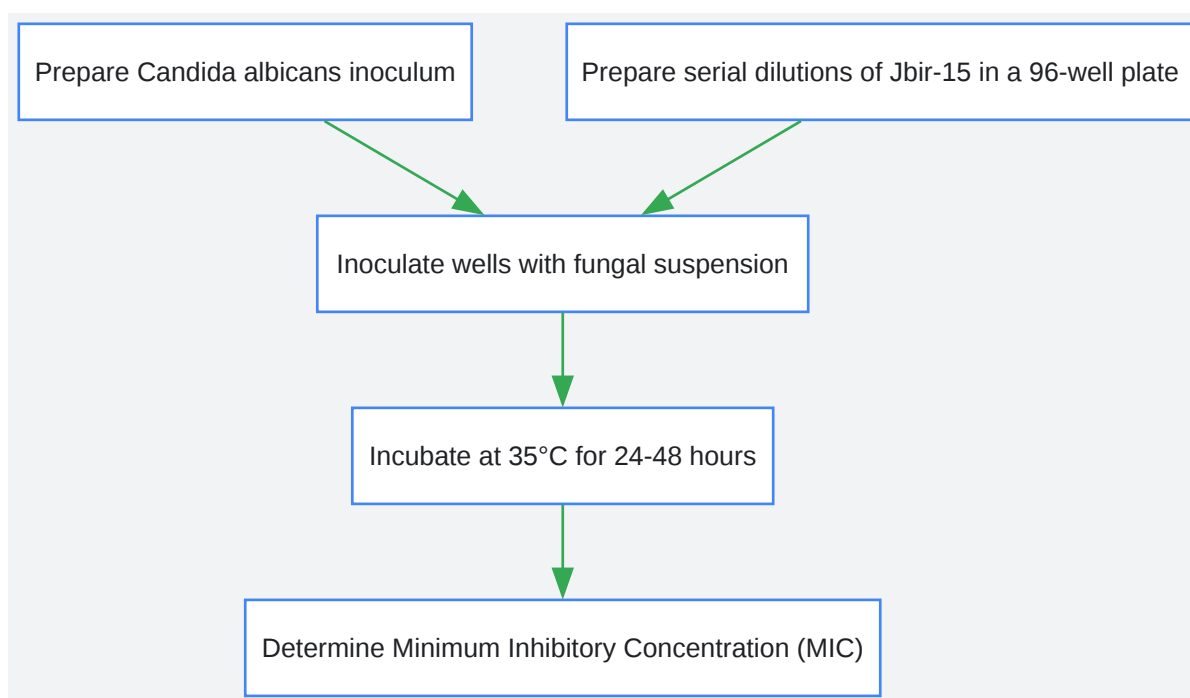 Prepare Candida albicans inoculum
Prepare serial dilutions of Jbir-15 in a 96-well plate
Inoculate wells with fungal suspension
Incubate at 35°C for 24-48 hours
Determine Minimum Inhibitory Concentration (MIC)